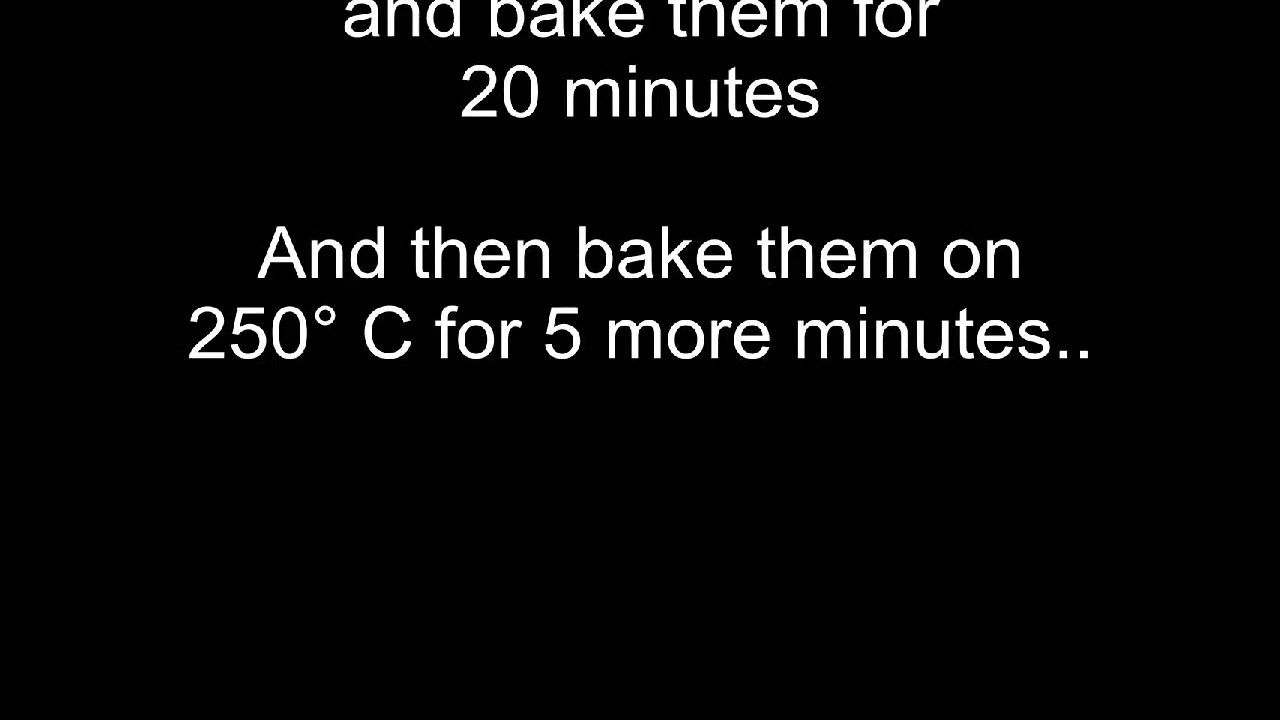 and bake them for
20 minutes
And then bake them on
250° C for 5 more minutes..